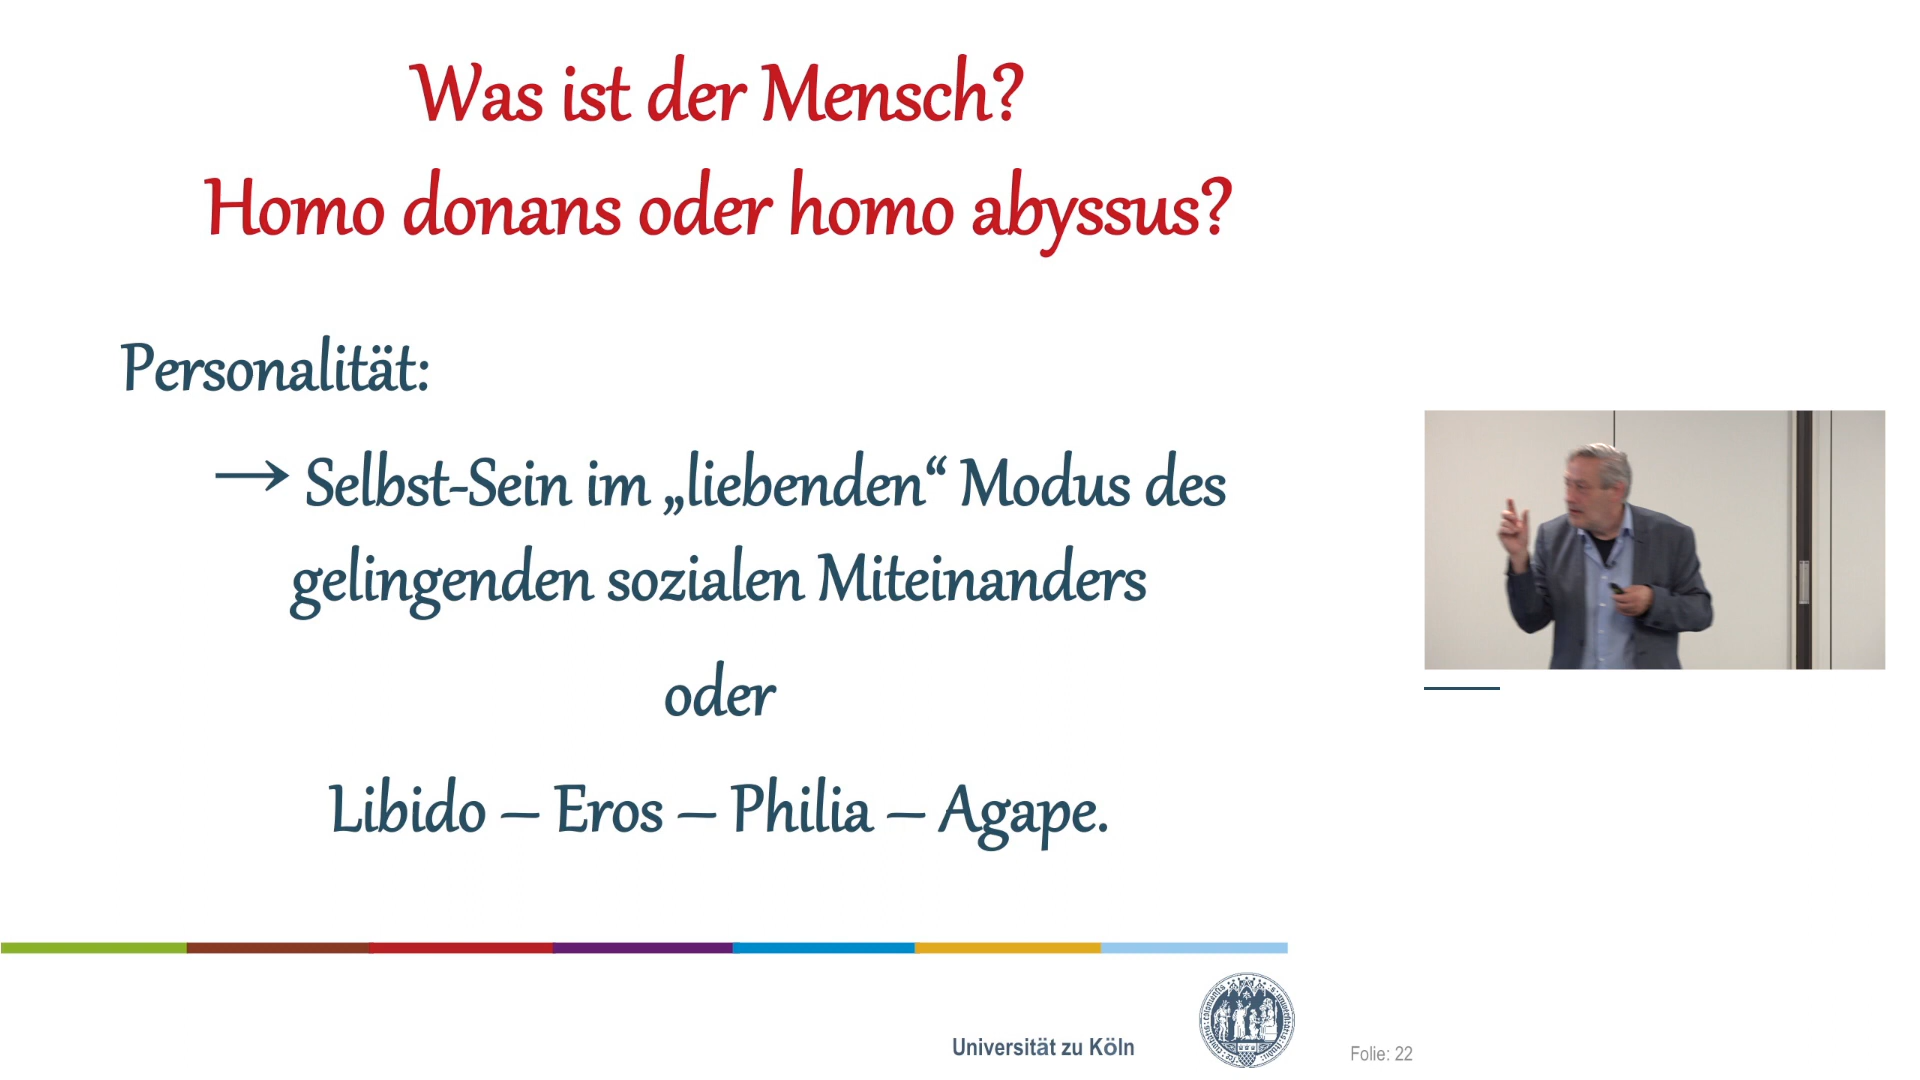 Was ist der Mensch?
Homo donans oder homo abyssus?
Personalität:
→ Selbst-Sein im „liebenden“ Modus des
gelingenden sozialen Miteinanders
oder
Libido – Eros – Philia – Agape.
Universität zu Köln
Folie: 22